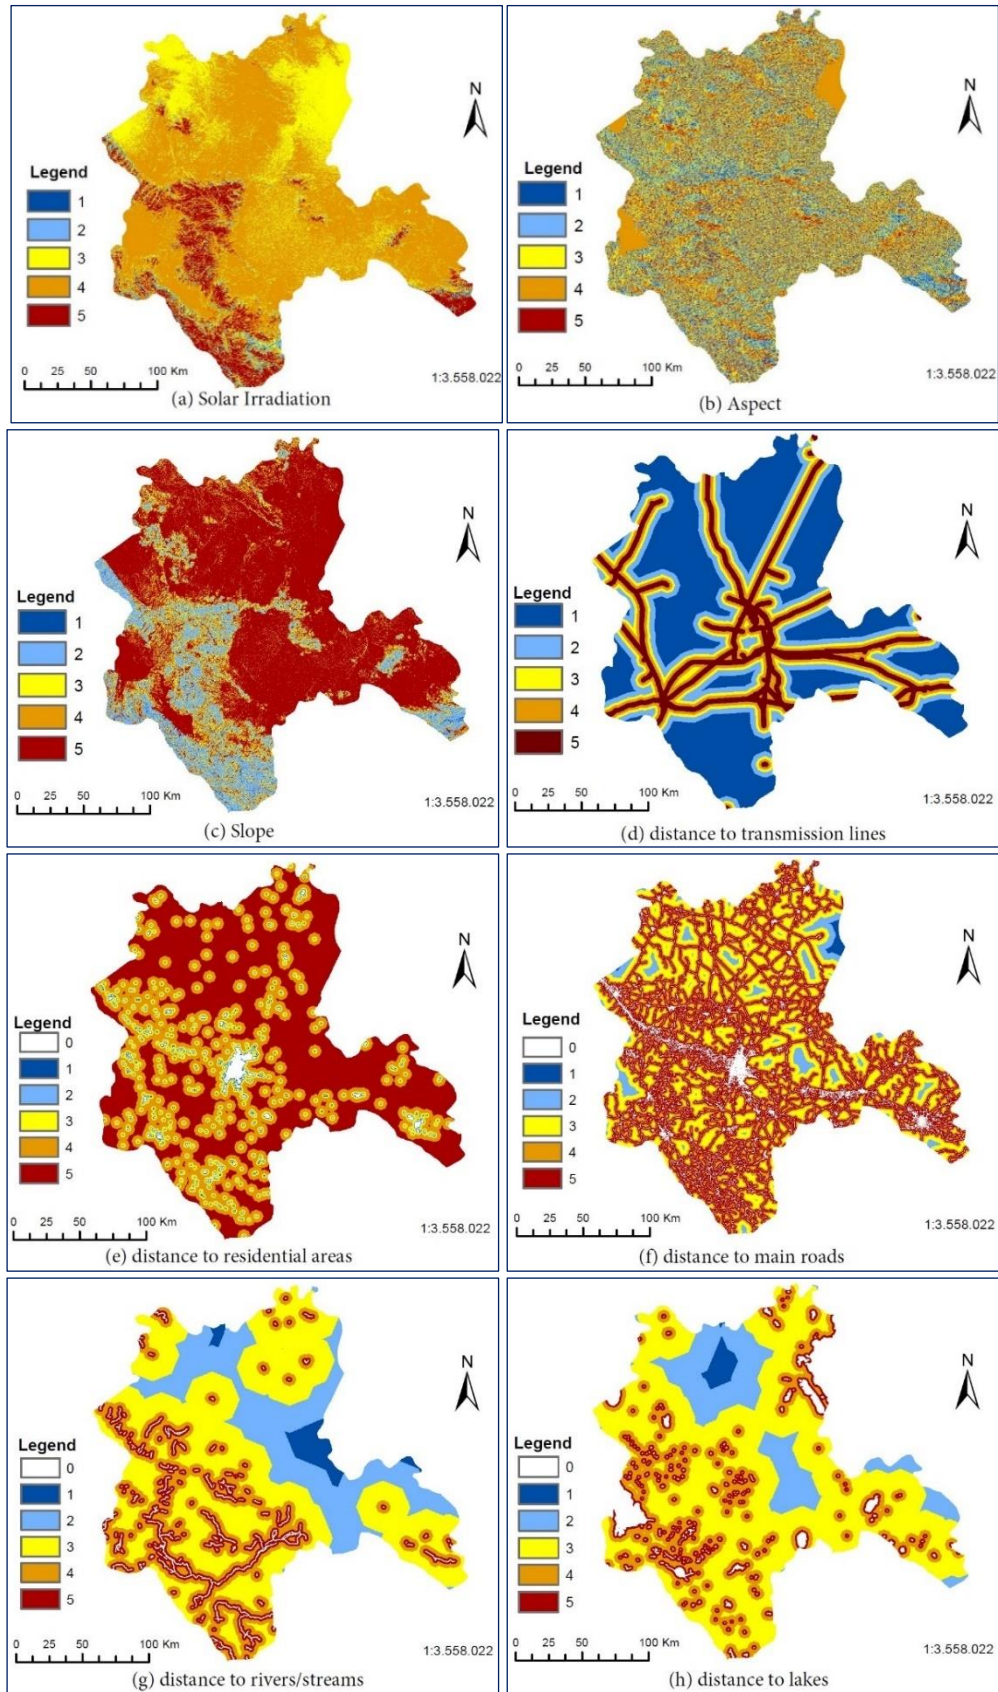 N
Legend
1
2
3
4
5
0 25 50 100 Km
1:3.558.022
(a) Solar Irradiation
N
Legend
1
2
3
4
5
0 25 50 100 Km
1:3.558.022
(b) Aspect
N
Legend
1
2
3
4
5
0 25 50 100 Km
1:3.558.022
(c) Slope
N
Legend
1
2
3
4
5
0 25 50 100 Km
1:3.558.022
(d) distance to transmission lines
N
Legend
0
1
2
3
4
5
0 25 50 100 Km
1:3.558.022
(e) distance to residential areas
N
Legend
0
1
2
3
4
5
0 25 50 100 Km
1:3.558.022
(f) distance to main roads
N
Legend
0
1
2
3
4
5
0 25 50 100 Km
1:3.558.022
(g) distance to rivers/streams
N
Legend
0
1
2
3
4
5
0 25 50 100 Km
1:3.558.022
(h) distance to lakes